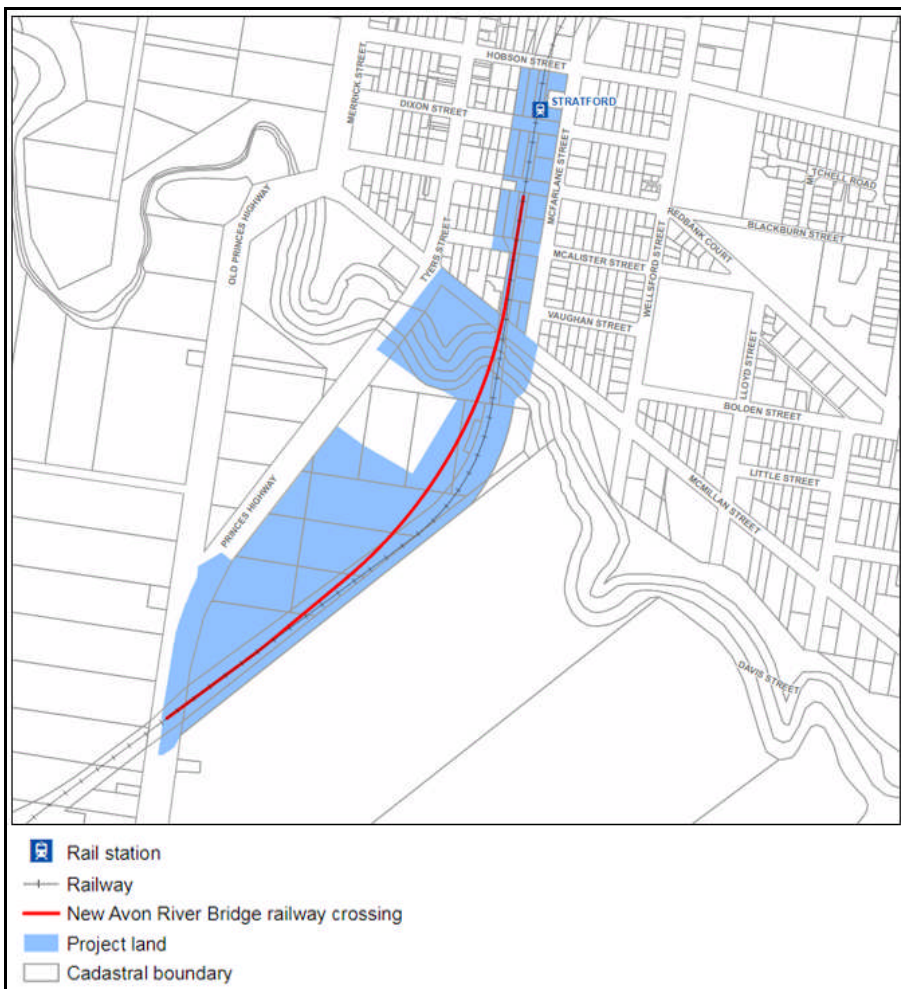 HOBSON STREET
STRATFORD
MERRICK STREET
DIXON STREET
MCFARLANE STREET
TCHELL ROAD
MI
REDBANK COURT
BLACKBURN STREET
OLD PRINCES HIGHWAY
TYERS STREET
MCALISTER STREET
WELLSFORD STREET
VAUGHAN STREET
LLOYD STREET
BOLDEN STREET
PRINCES HIGHWAY
LITTLE STREET
MCMILLAN STREET
DAVIS STREET
Rail station
Railway
New Avon River Bridge railway crossing
Project land
Cadastral boundary